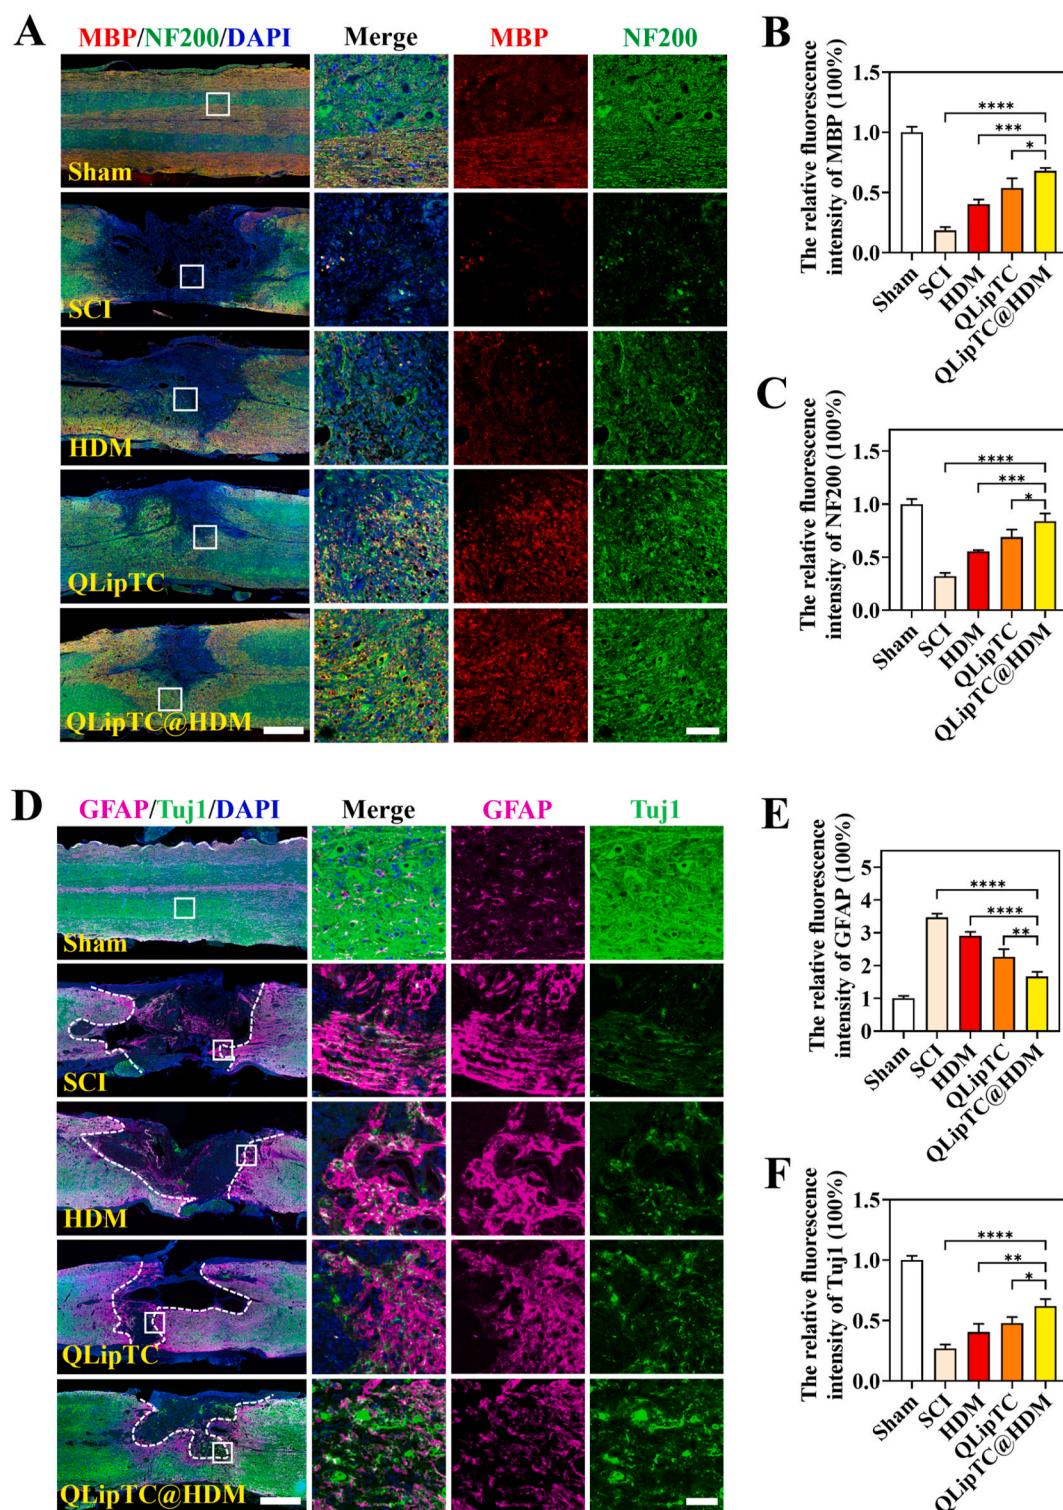 A
MBP/NF200/DAPI
Merge
MBP
NF200
Sham
SCI
HDM
QLipTC
QLipTC@HDM
B
The relative fluorescence
intensity of MBP (100%)
1.5
1.0
0.5
0.0
****
***
*
Sham
SCI
HDM
QLipTC
QLipTC@HDM
C
The relative fluorescence
intensity of NF200 (100%)
1.5
1.0
0.5
0.0
****
***
*
Sham
SCI
HDM
QLipTC
QLipTC@HDM
D
GFAP/Tuj1/DAPI
Merge
GFAP
Tuj1
Sham
SCI
HDM
QLipTC
QLipTC@HDM
E
The relative fluorescence
intensity of GFAP (100%)
5
4
3
2
1
0
****
****
**
Sham
SCI
HDM
QLipTC
QLipTC@HDM
F
The relative fluorescence
intensity of Tuj1 (100%)
1.5
1.0
0.5
0.0
****
**
*
Sham
SCI
HDM
QLipTC
QLipTC@HDM